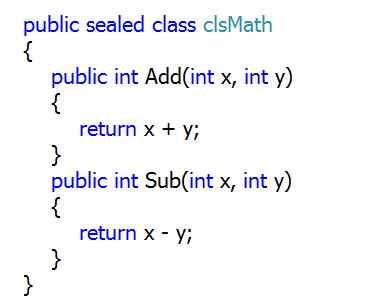 public sealed class clsMath
{
public int Add(int x, int y)
{
return x + y;
}
public int Sub(int x, int y)
{
return x - y;
}
}